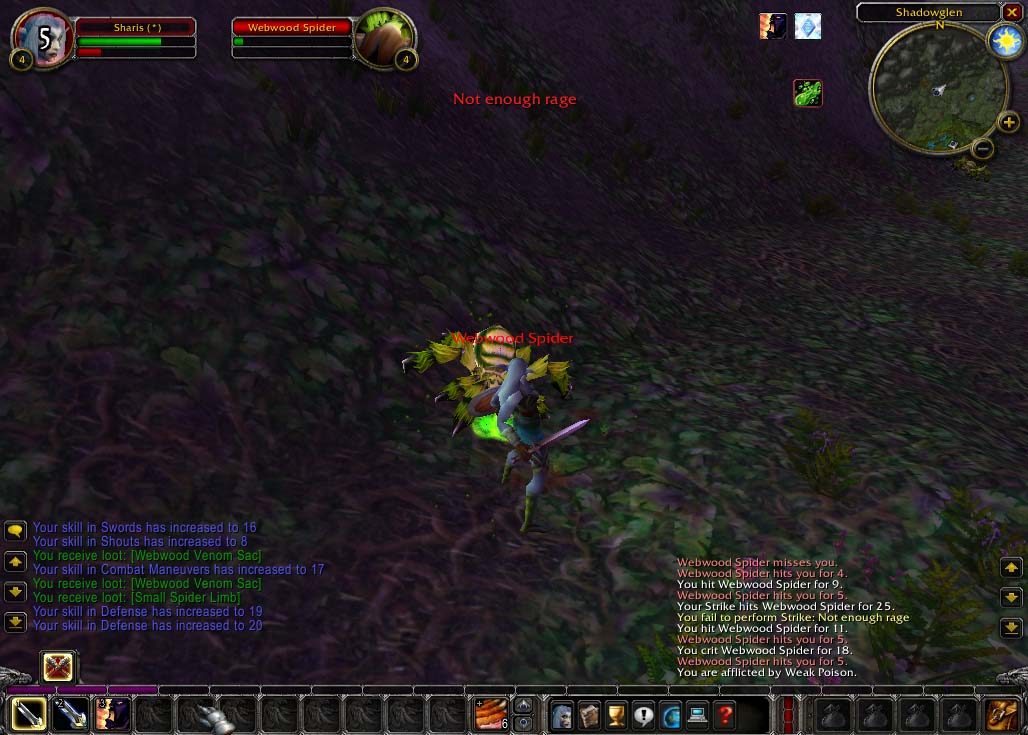 5
Sharis (*)
4
Webwood Spider
4
Shadowglen
N
Not enough rage
Webwood Spider
Your skill in Swords has increased to 16
Your skill in Shouts has increased to 8
You receive loot: [Webwood Venom Sac]
Your skill in Combat Maneuvers has increased to 17
You receive loot: [Webwood Venom Sac]
You receive loot: [Small Spider Limb]
Your skill in Defense has increased to 19
Your skill in Defense has increased to 20
Webwood Spider misses you.
Webwood Spider hits you for 4.
You hit Webwood Spider for 9.
Webwood Spider hits you for 5.
Your Strike hits Webwood Spider for 25.
You fail to perform Strike: Not enough rage
You hit Webwood Spider for 11.
Webwood Spider hits you for 5.
You crit Webwood Spider for 18.
Webwood Spider hits you for 5.
You are afflicted by Weak Poison.
2
3
6